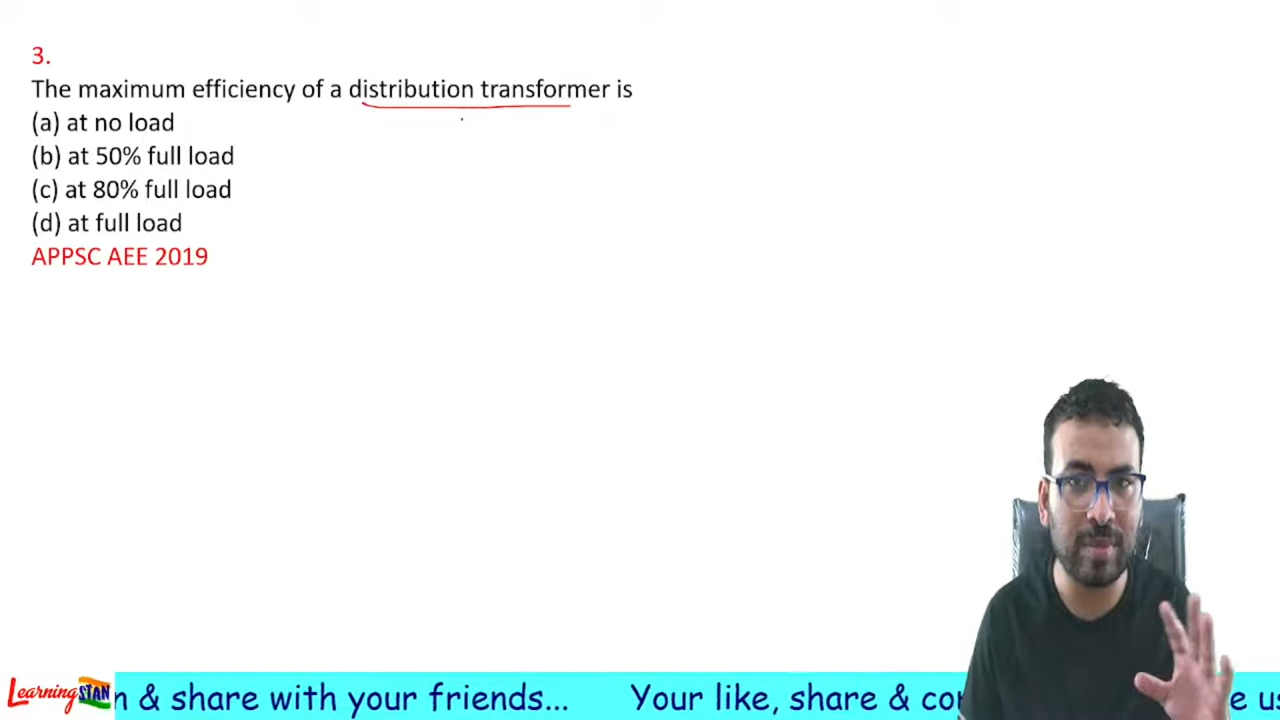 3.
The maximum efficiency of a distribution transformer is
(a) at no load
(b) at 50% full load
(c) at 80% full load
(d) at full load
APPSC AEE 2019
LearningSTAN
& share with your friends... Your like, share &